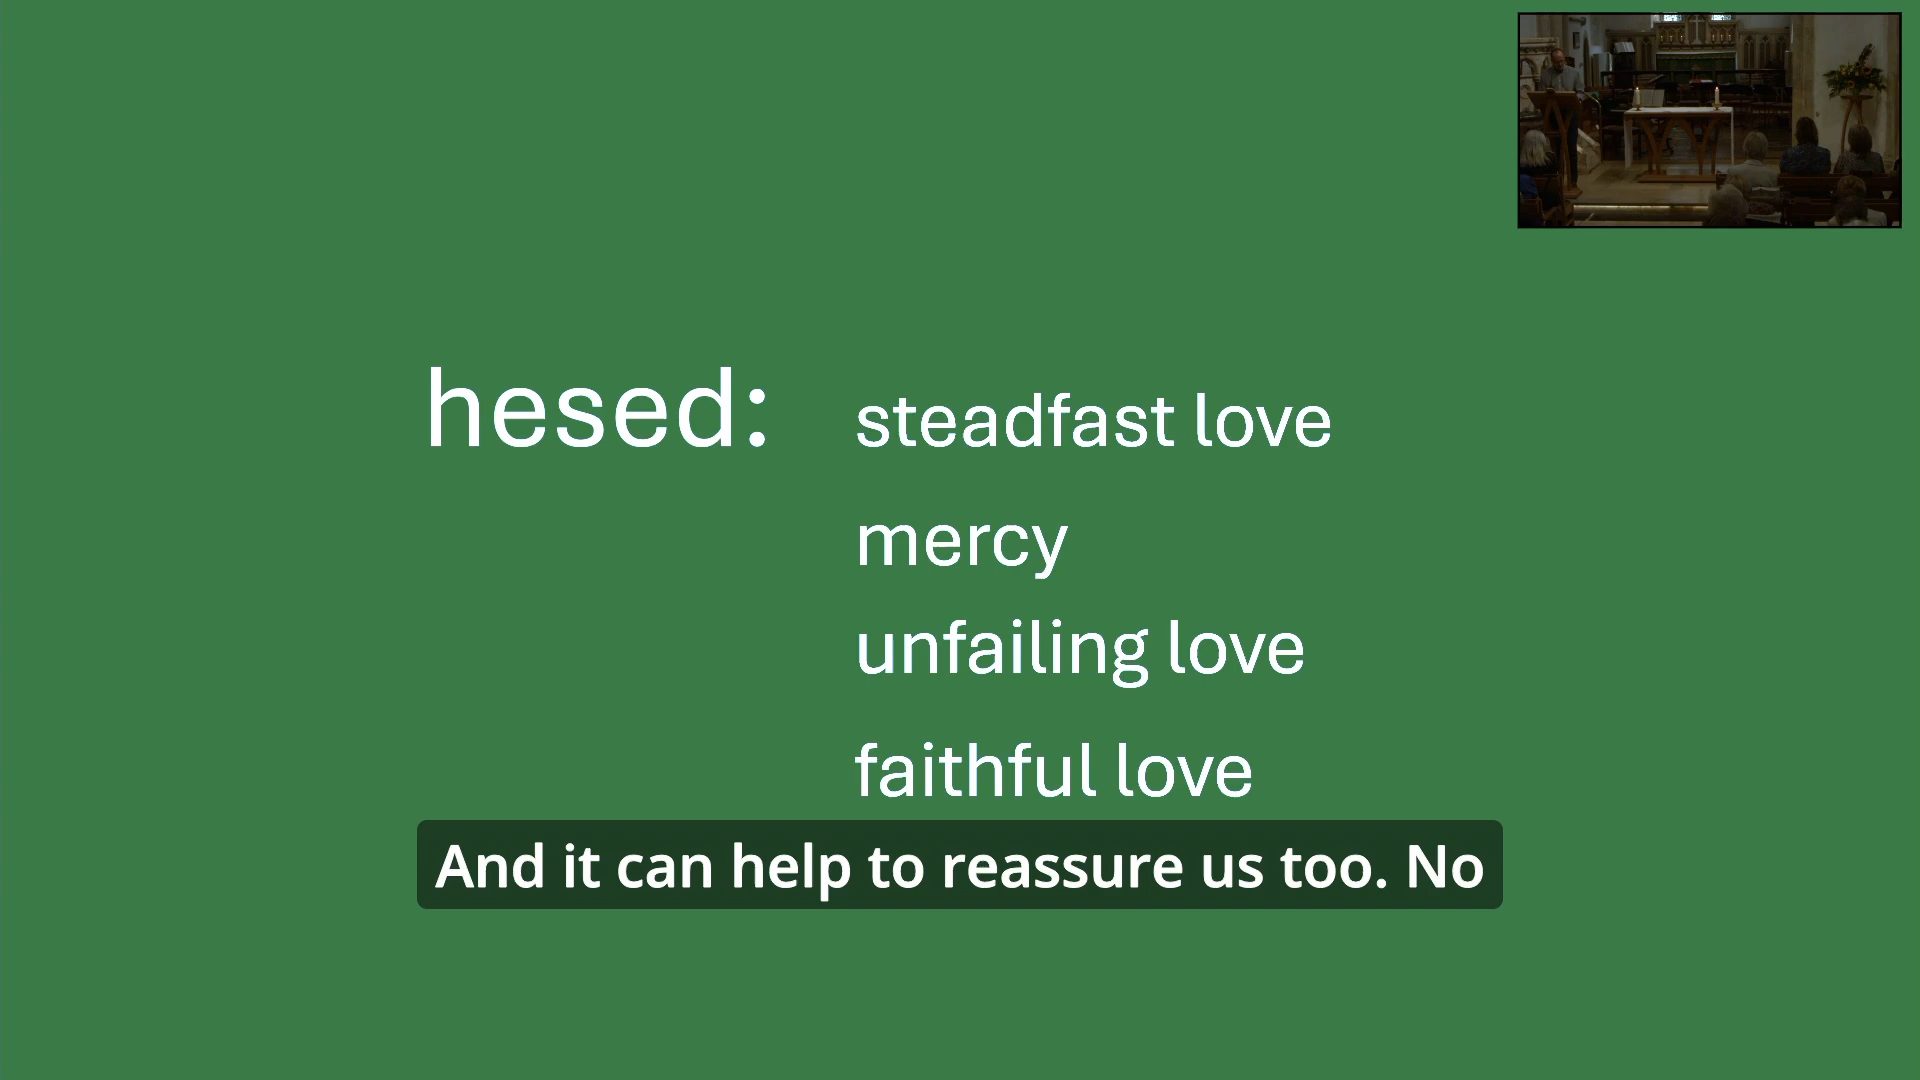 hesed: steadfast love
mercy
unfailing love
faithful love
And it can help to reassure us too. No